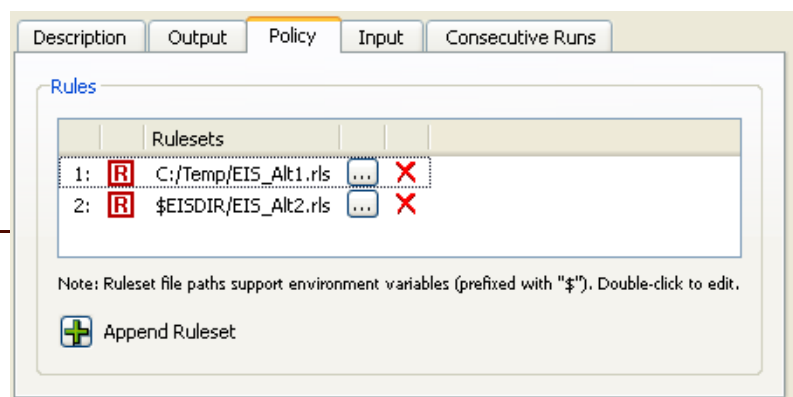 Description Output Policy Input Consecutive Runs
Rules
Rulesets
1: R C:/Temp/EIS_Alt1.rls ...
2: R $EISDIR/EIS_Alt2.rls ...
Note: Ruleset file paths support environment variables (prefixed with "$"). Double-click to edit.
Append Ruleset